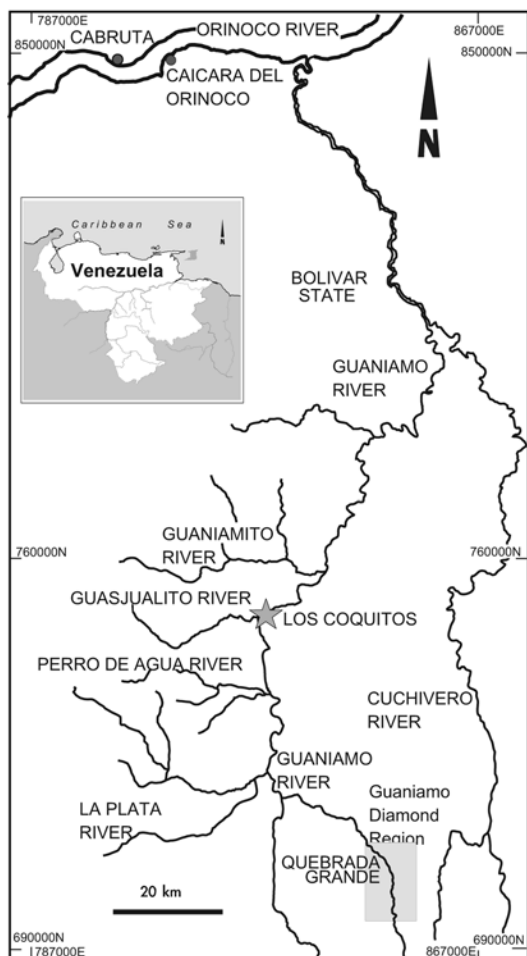 787000E
867000E
ORINOCO RIVER
CABRUTA
850000N
850000N
CAICARA DEL
ORINOCO
N
Caribbean Sea
N
Venezuela
BOLIVAR
STATE
GUANIAMO
RIVER
GUANIAMITO
RIVER
760000N
760000N
GUASJUALITO RIVER
LOS COQUITOS
PERRO DE AGUA RIVER
CUCHIVERO
RIVER
GUANIAMO
RIVER
Guaniamo
Diamond
Region
LA PLATA
RIVER
QUEBRADA
GRANDE
20 km
690000N
690000N
787000E
867000E